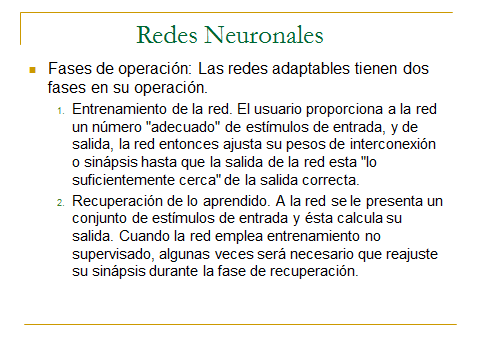 Redes Neuronales
Fases de operación: Las redes adaptables tienen dos
fases en su operación.
1. Entrenamiento de la red. El usuario proporciona a la red
un número "adecuado" de estímulos de entrada, y de
salida, la red entonces ajusta su pesos de interconexión
o sinápsis hasta que la salida de la red esta "lo
suficientemente cerca" de la salida correcta.
2. Recuperación de lo aprendido. A la red se le presenta un
conjunto de estímulos de entrada y ésta calcula su
salida. Cuando la red emplea entrenamiento no
supervisado, algunas veces será necesario que reajuste
su sinápsis durante la fase de recuperación.